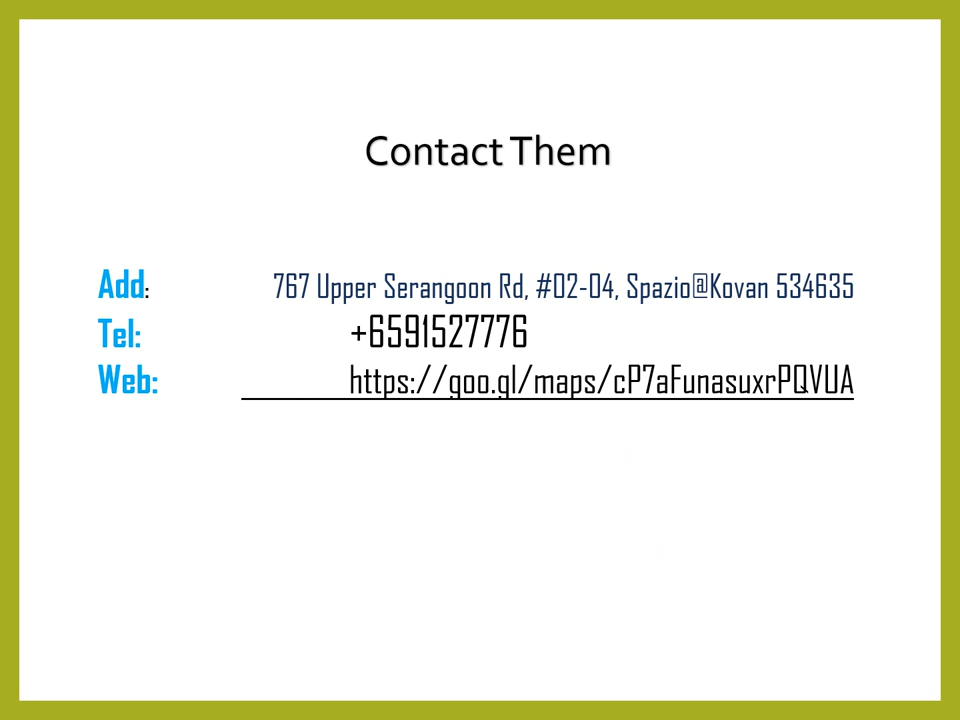 Contact Them
Add: 767 Upper Serangoon Rd, #02-04, Spazio@Kovan 534635
Tel: +6591527776
Web: https://goo.gl/maps/cP7aFunasuxrPQVUA